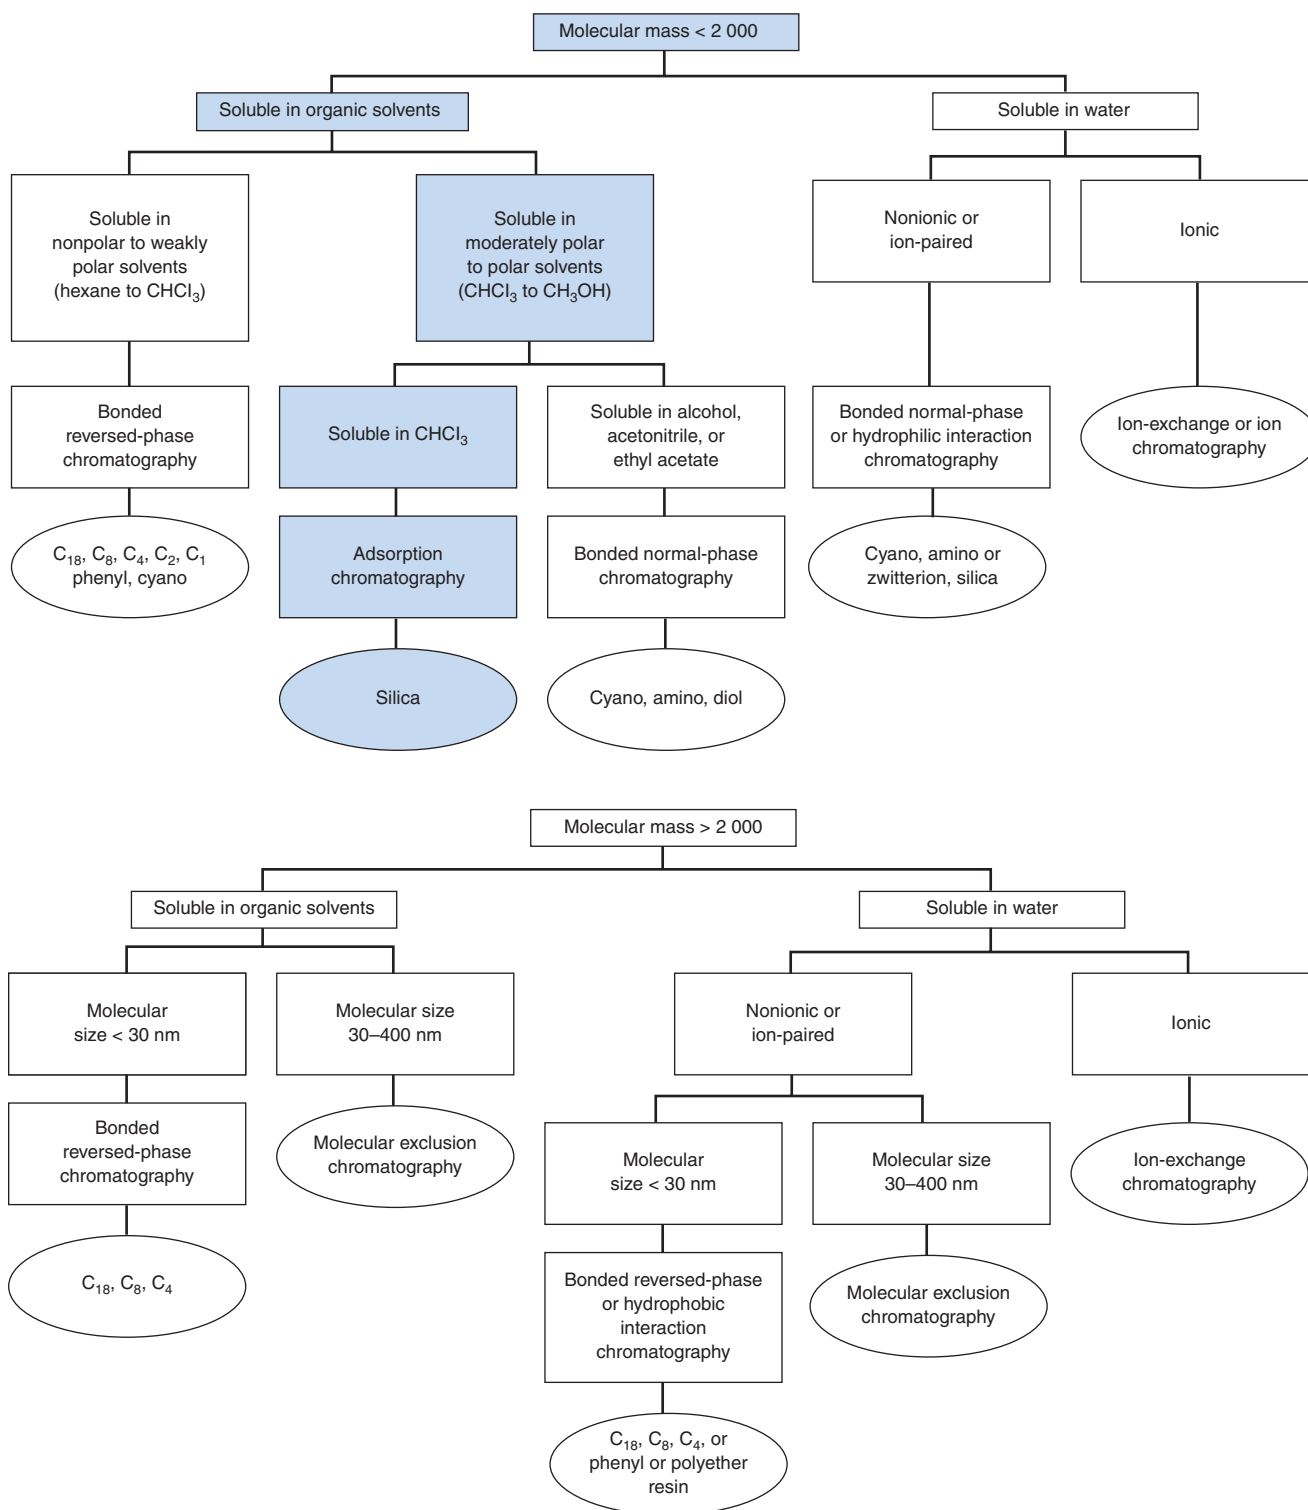 Molecular mass < 2 000
Soluble in organic solvents
Soluble in water
Soluble in
nonpolar to weakly
polar solvents
(hexane to CHCl₃)
Soluble in
moderately polar
to polar solvents
(CHCl₃ to CH₃OH)
Nonionic or
ion-paired
Ionic
Bonded
reversed-phase
chromatography
Soluble in CHCl₃
Soluble in alcohol,
acetonitrile, or
ethyl acetate
Bonded normal-phase
or hydrophilic interaction
chromatography
Ion-exchange or ion
chromatography
C₁₈, C₈, C₄, C₂, C₁
phenyl, cyano
Adsorption
chromatography
Bonded normal-phase
chromatography
Cyano, amino or
zwitterion, silica
Silica
Cyano, amino, diol
Molecular mass > 2 000
Soluble in organic solvents
Soluble in water
Molecular
size < 30 nm
Molecular size
30–400 nm
Nonionic or
ion-paired
Ionic
Bonded
reversed-phase
chromatography
Molecular exclusion
chromatography
Molecular
size < 30 nm
Molecular size
30–400 nm
Ion-exchange
chromatography
C₁₈, C₈, C₄
Bonded reversed-phase
or hydrophobic
interaction
chromatography
Molecular exclusion
chromatography
C₁₈, C₈, C₄, or
phenyl or polyether
resin